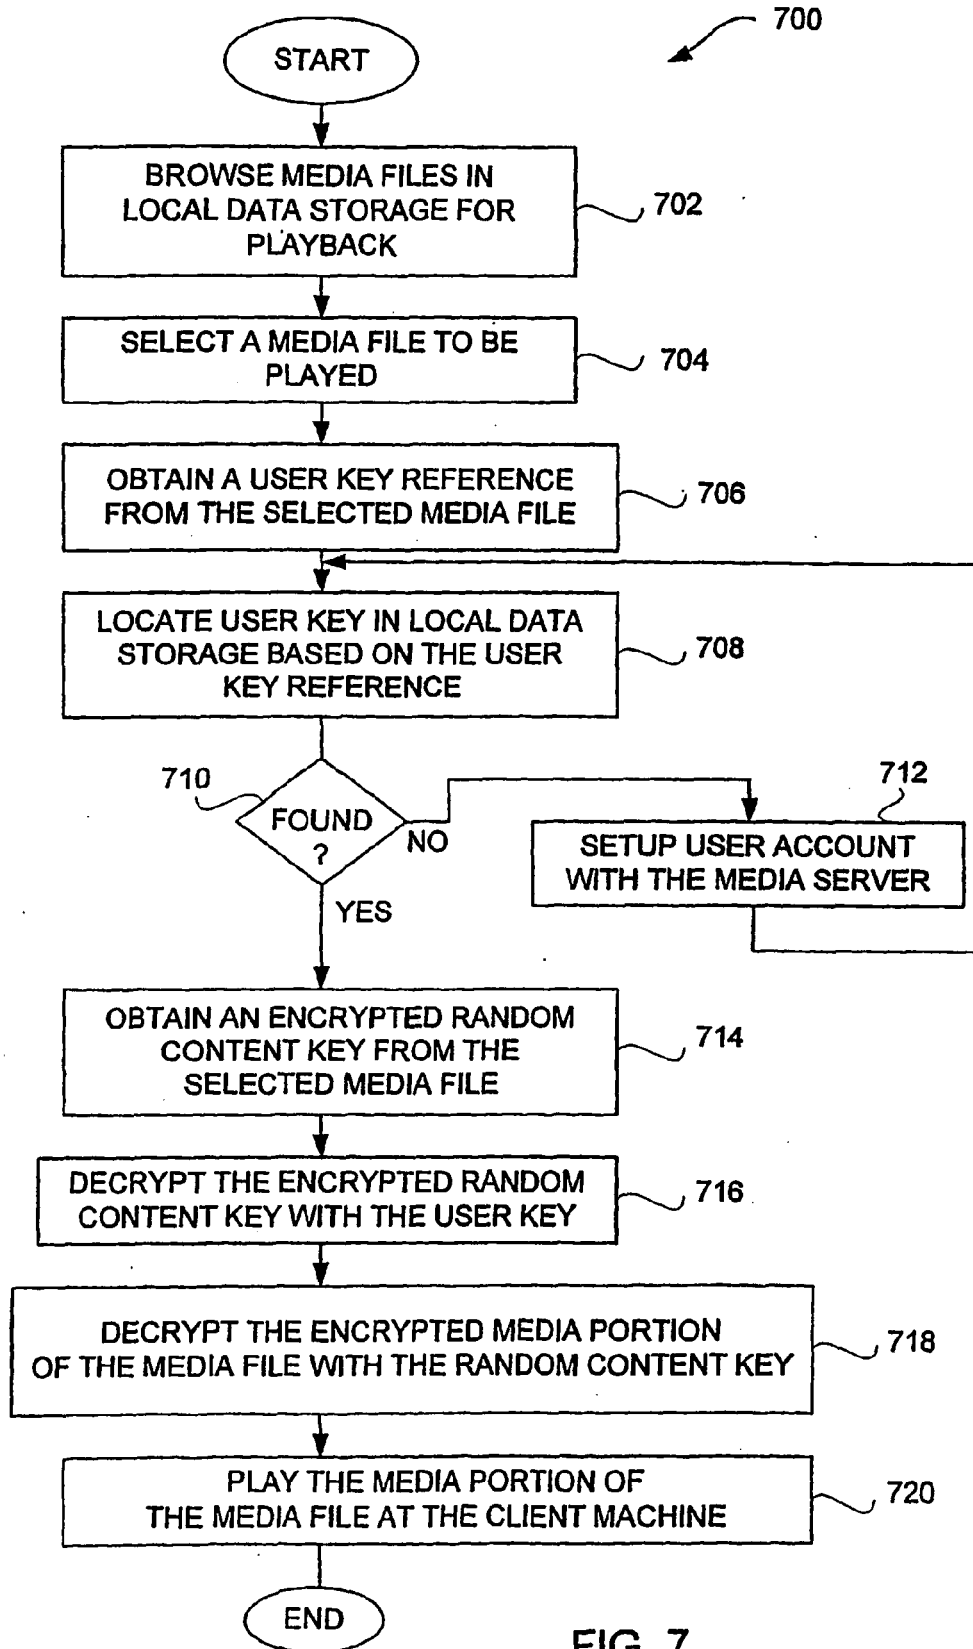 700
START
BROWSE MEDIA FILES IN
LOCAL DATA STORAGE FOR
PLAYBACK
702
SELECT A MEDIA FILE TO BE
PLAYED
704
OBTAIN A USER KEY REFERENCE
FROM THE SELECTED MEDIA FILE
706
LOCATE USER KEY IN LOCAL DATA
STORAGE BASED ON THE USER
KEY REFERENCE
708
710
FOUND
?
NO
YES
712
SETUP USER ACCOUNT
WITH THE MEDIA SERVER
OBTAIN AN ENCRYPTED RANDOM
CONTENT KEY FROM THE
SELECTED MEDIA FILE
714
DECRYPT THE ENCRYPTED RANDOM
CONTENT KEY WITH THE USER KEY
716
DECRYPT THE ENCRYPTED MEDIA PORTION
OF THE MEDIA FILE WITH THE RANDOM CONTENT KEY
718
PLAY THE MEDIA PORTION OF
THE MEDIA FILE AT THE CLIENT MACHINE
720
END
FIG. 7